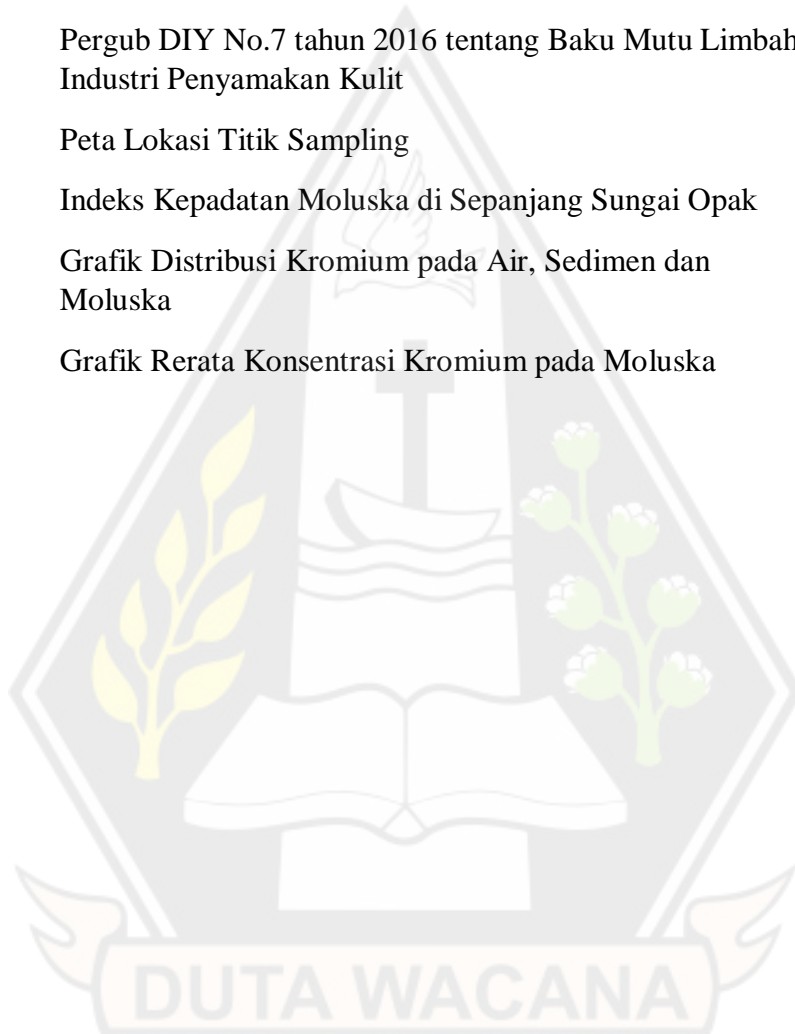 Pergub DIY No.7 tahun 2016 tentang Baku Mutu Limbah
Industri Penyamakan Kulit
Peta Lokasi Titik Sampling
Indeks Kepadatan Moluska di Sepanjang Sungai Opak
Grafik Distribusi Kromium pada Air, Sedimen dan
Moluska
Grafik Rerata Konsentrasi Kromium pada Moluska
DUTA WACANA